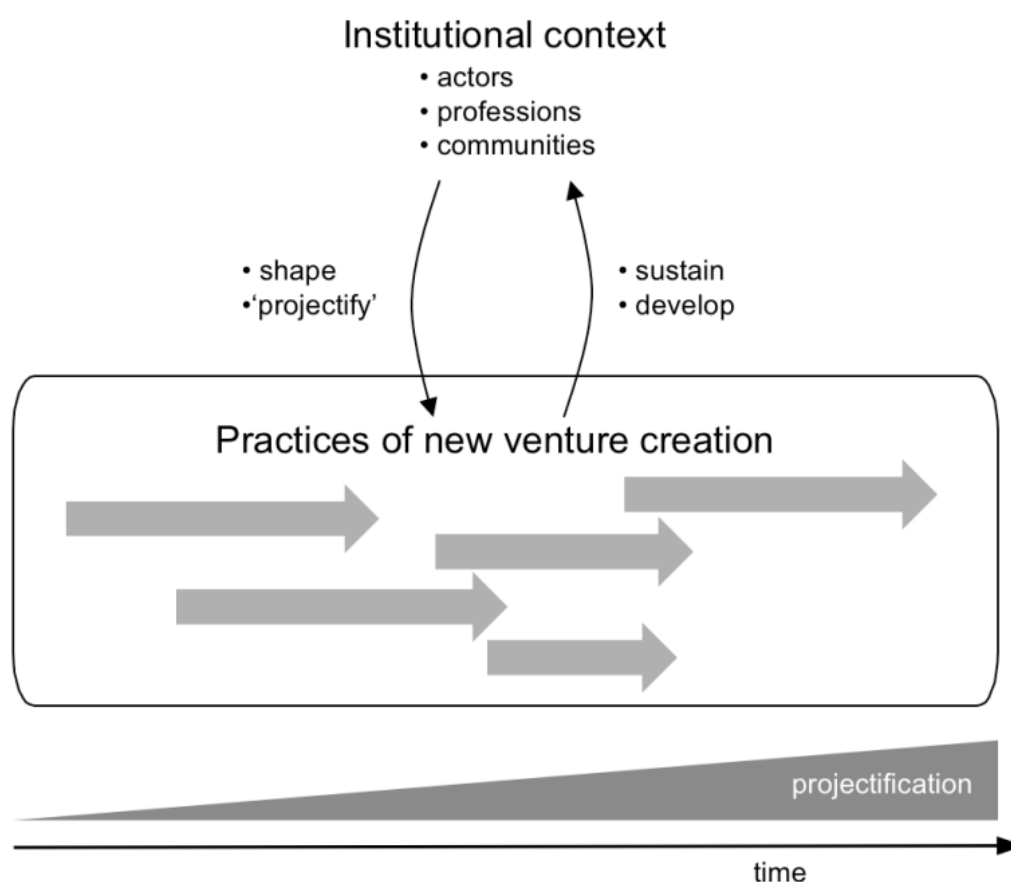 Institutional context
• actors
• professions
• communities
• shape
•‘projectify’
• sustain
• develop
Practices of new venture creation
projectification
time